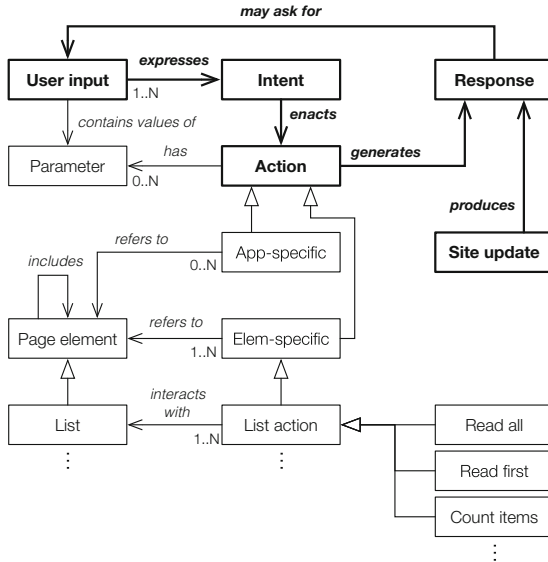 may ask for
User input
expresses
1..N
Intent
Response
contains values of
enacts
Parameter
has
0..N
Action
generates
produces
refers to
0..N
App-specific
Site update
includes
Page element
refers to
1..N
Elem-specific
List
interacts
with
1..N
List action
Read all
⋮
⋮
Read first
Count items
⋮